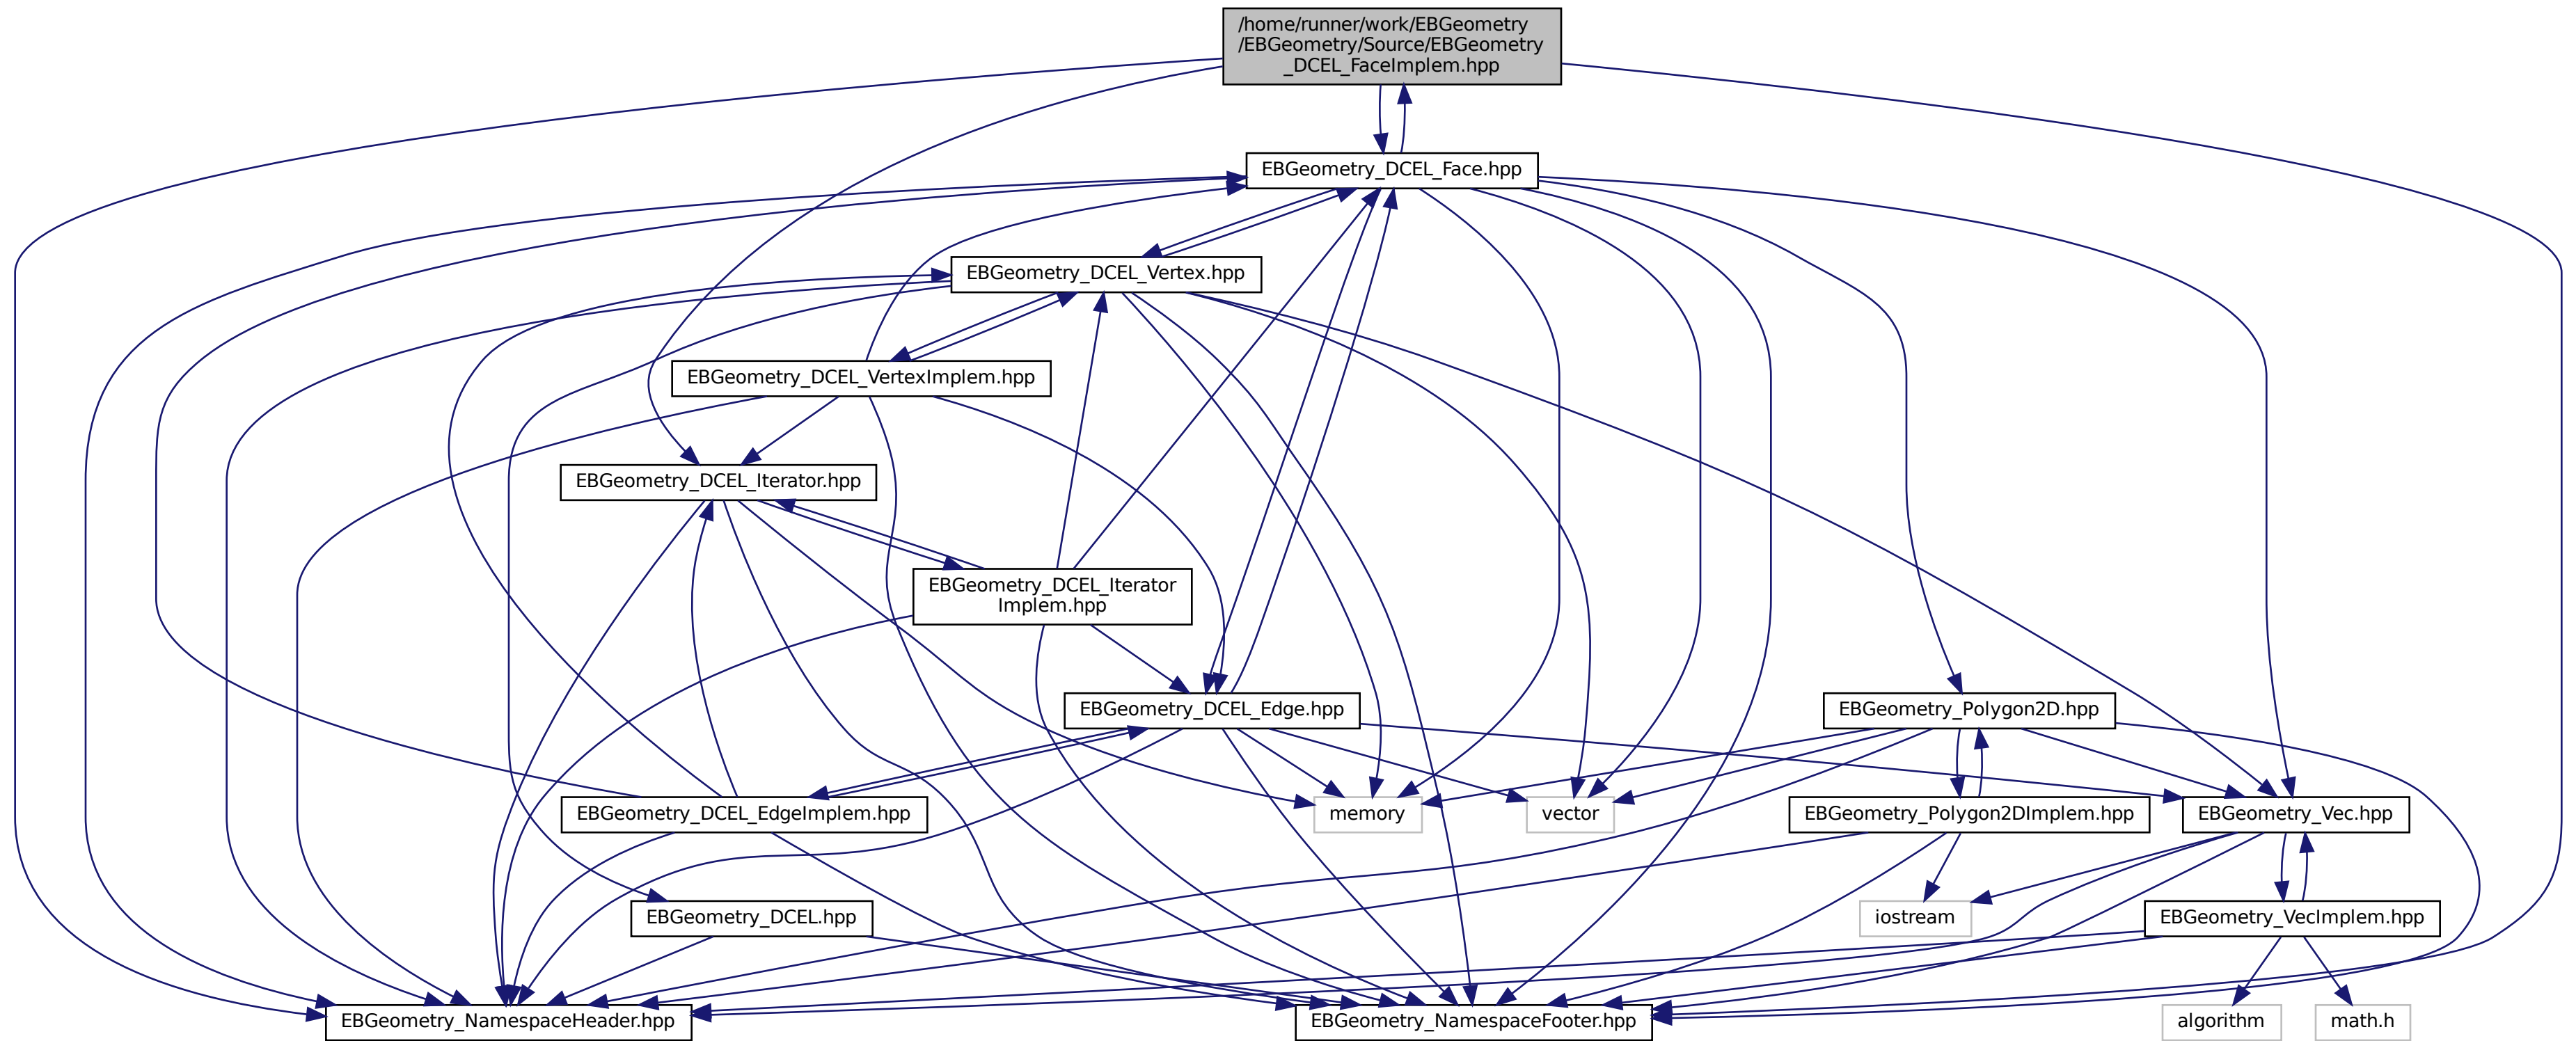 /home/runner/work/EBGeometry
/EBGeometry/Source/EBGeometry
_DCEL_FaceImplem.hpp
EBGeometry_DCEL_Face.hpp
EBGeometry_DCEL_Vertex.hpp
EBGeometry_DCEL_VertexImplem.hpp
EBGeometry_DCEL_Iterator.hpp
EBGeometry_DCEL_Iterator
Implem.hpp
EBGeometry_DCEL_Edge.hpp
EBGeometry_Polygon2D.hpp
EBGeometry_DCEL_EdgeImplem.hpp
memory
vector
EBGeometry_Polygon2DImplem.hpp
EBGeometry_Vec.hpp
EBGeometry_DCEL.hpp
iostream
EBGeometry_VecImplem.hpp
EBGeometry_NamespaceHeader.hpp
EBGeometry_NamespaceFooter.hpp
algorithm
math.h